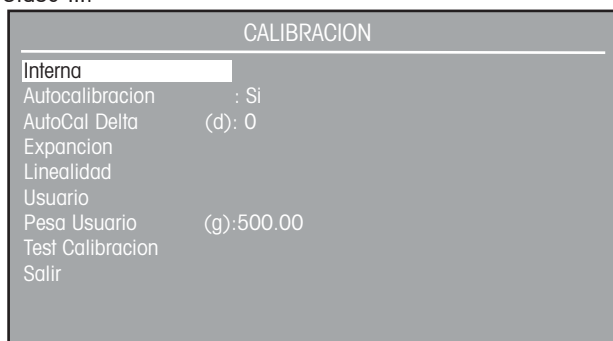 CALIBRACION
Interna
Autocalibracion : Si
AutoCal Delta (d): 0
Expancion
Linealidad
Usuario
Pesa Usuario (g):500.00
Test Calibracion
Salir